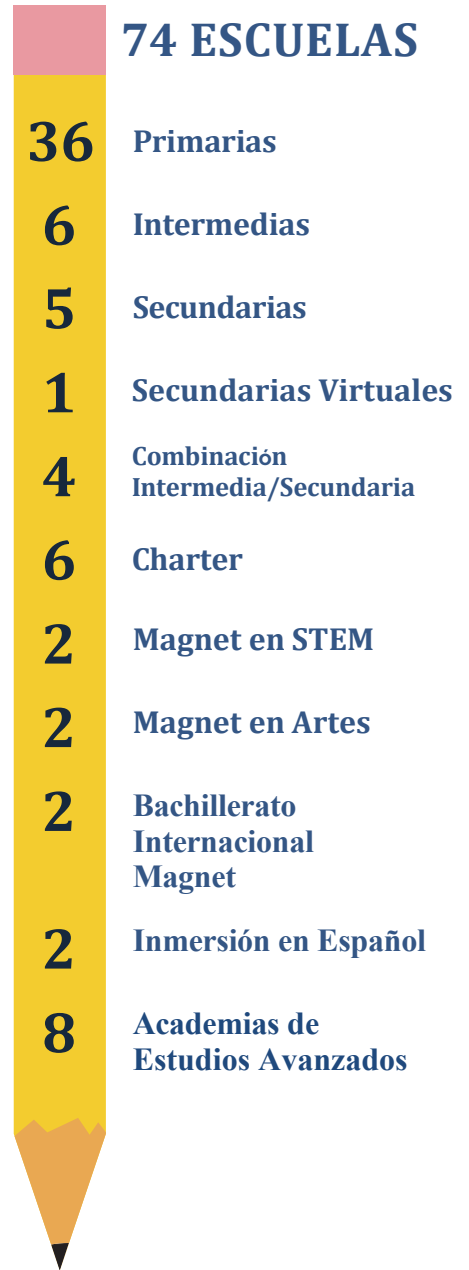 74 ESCUELAS
36 Primarias
6 Intermedias
5 Secundarias
1 Secundarias Virtuales
4 Combinación
Intermedia/Secundaria
6 Charter
2 Magnet en STEM
2 Magnet en Artes
2 Bachillerato
Internacional
Magnet
2 Inmersión en Español
8 Academias de
Estudios Avanzados